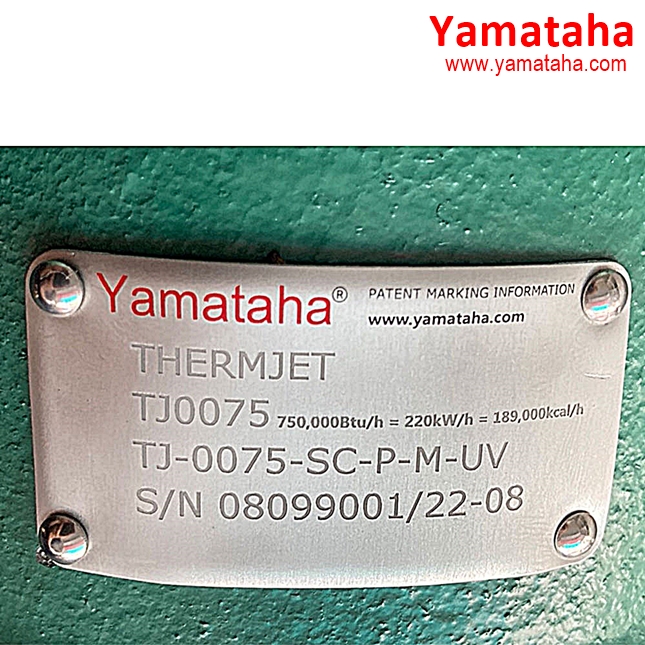 Yamataha
www.yamataha.com
Yamataha® PATENT MARKING INFORMATION
www.yamataha.com
THERMJET
TJ0075 750,000Btu/h = 220kW/h = 189,000kcal/h
TJ-0075-SC-P-M-UV
S/N 08099001/22-08